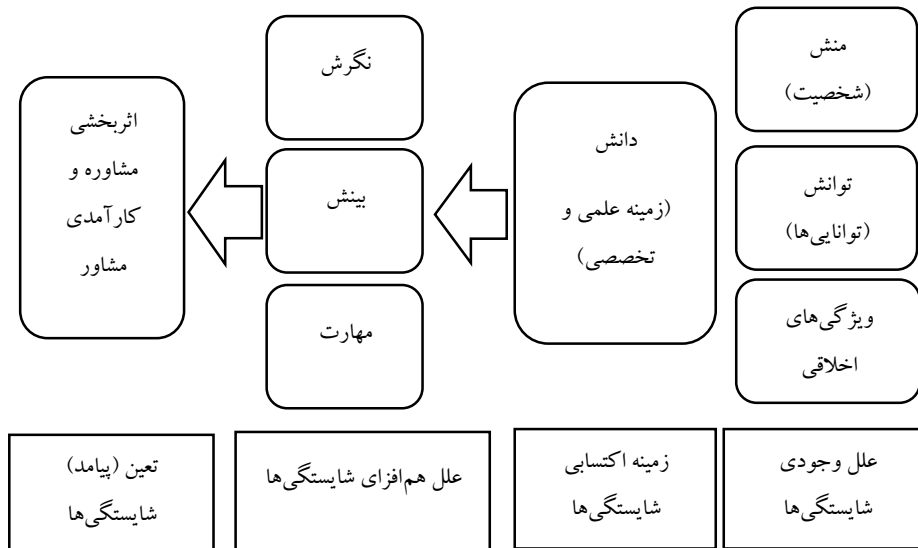 منش
(شخصیت)
توانش
(توانایی‌ها)
ویژگی‌های
اخلاقی
دانش
(زمینه علمی و
تخصصی)
نگرش
بینش
مهارت
اثربخشی
مشاوره و
کارآمدی
مشاور
علل وجودی
شایستگی‌ها
زمینه اکتسابی
شایستگی‌ها
علل هم‌افزای شایستگی‌ها
تعین (پیامد)
شایستگی‌ها